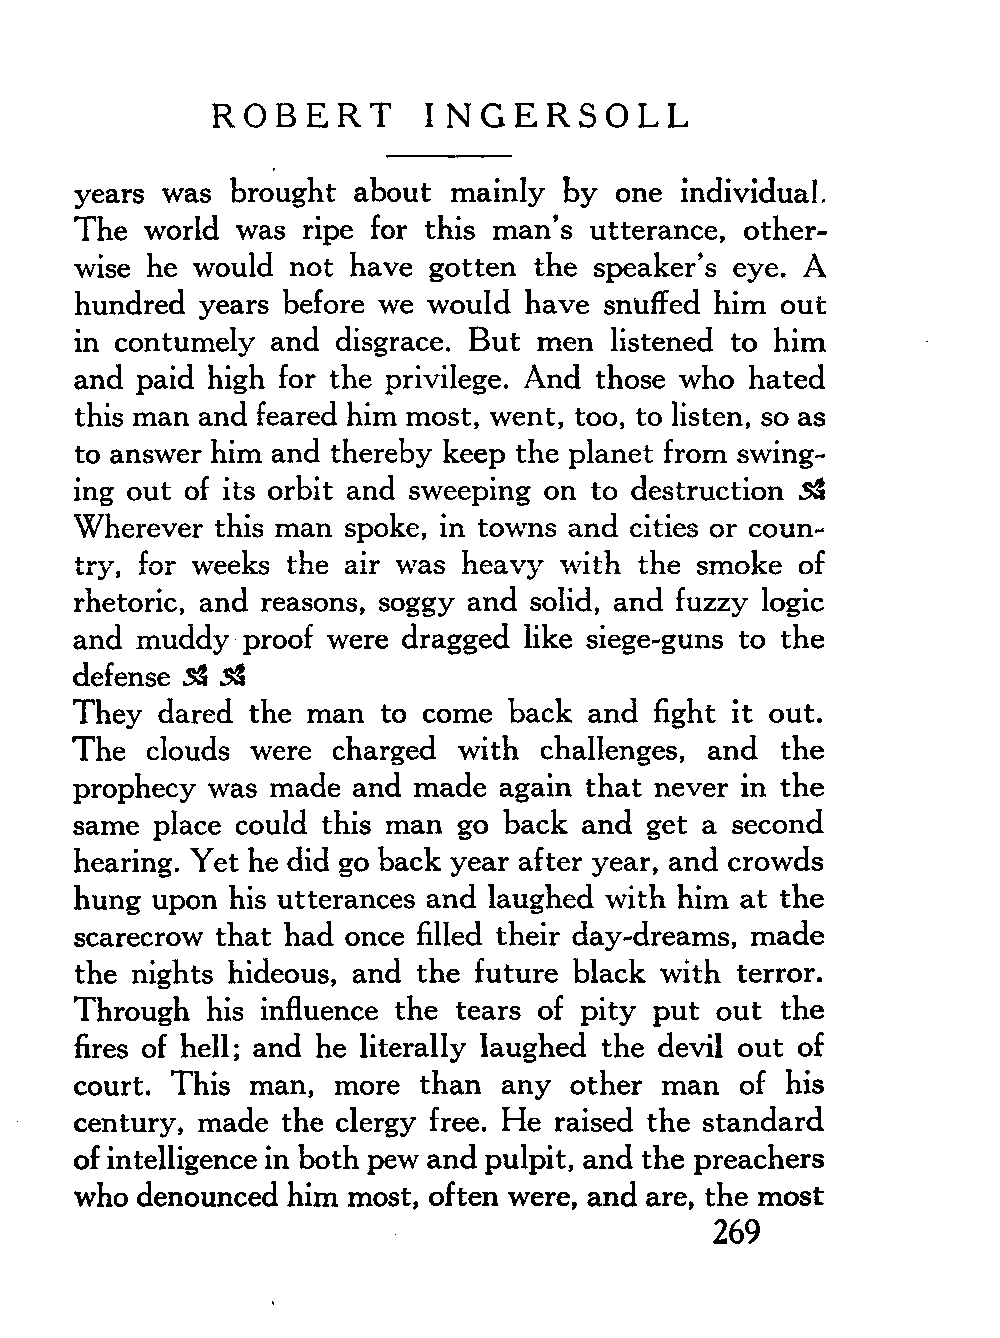 ROBERT INGERSOLL
years was brought about mainly by one individual.
The world was ripe for this man's utterance, other-
wise he would not have gotten the speaker's eye. A
hundred years before we would have snuffed him out
in contumely and disgrace. But men listened to him
and paid high for the privilege. And those who hated
this man and feared him most, went, too, to listen, so as
to answer him and thereby keep the planet from swing-
ing out of its orbit and sweeping on to destruction
Wherever this man spoke, in towns and cities or coun-
try, for weeks the air was heavy with the smoke of
rhetoric, and reasons, soggy and solid, and fuzzy logic
and muddy proof were dragged like siege-guns to the
defense
They dared the man to come back and fight it out.
The clouds were charged with challenges, and the
prophecy was made and made again that never in the
same place could this man go back and get a second
hearing. Yet he did go back year after year, and crowds
hung upon his utterances and laughed with him at the
scarecrow that had once filled their day-dreams, made
the nights hideous, and the future black with terror.
Through his influence the tears of pity put out the
fires of hell; and he literally laughed the devil out of
court. This man, more than any other man of his
century, made the clergy free. He raised the standard
of intelligence in both pew and pulpit, and the preachers
who denounced him most, often were, and are, the most
269